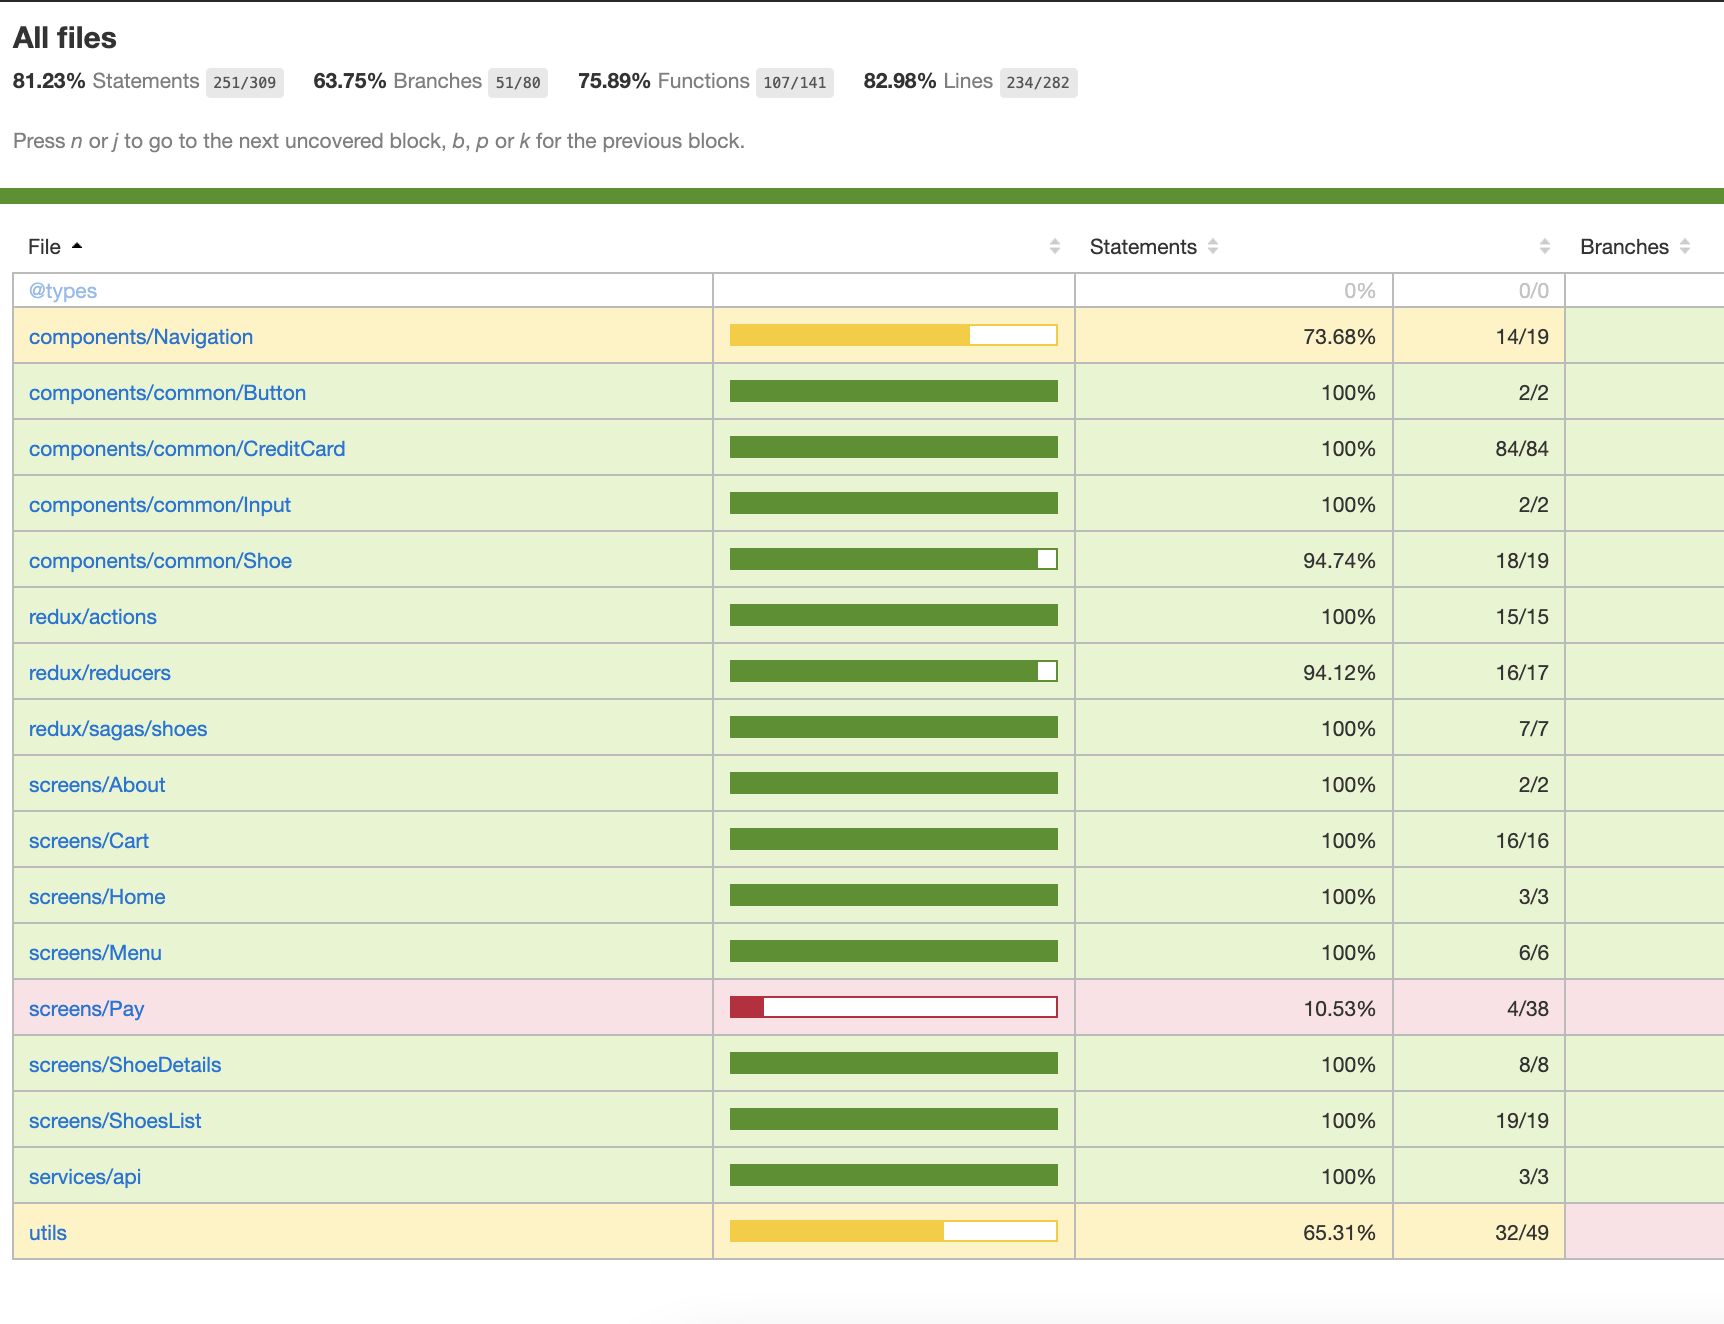 All files
81.23% Statements 251/309 63.75% Branches 51/80 75.89% Functions 107/141 82.98% Lines 234/282
Press n or j to go to the next uncovered block, b, p or k for the previous block.
File Statements Branches
@types 0% 0/0
components/Navigation 73.68% 14/19
components/common/Button 100% 2/2
components/common/CreditCard 100% 84/84
components/common/Input 100% 2/2
components/common/Shoe 94.74% 18/19
redux/actions 100% 15/15
redux/reducers 94.12% 16/17
redux/sagas/shoes 100% 7/7
screens/About 100% 2/2
screens/Cart 100% 16/16
screens/Home 100% 3/3
screens/Menu 100% 6/6
screens/Pay 10.53% 4/38
screens/ShoeDetails 100% 8/8
screens/ShoesList 100% 19/19
services/api 100% 3/3
utils 65.31% 32/49